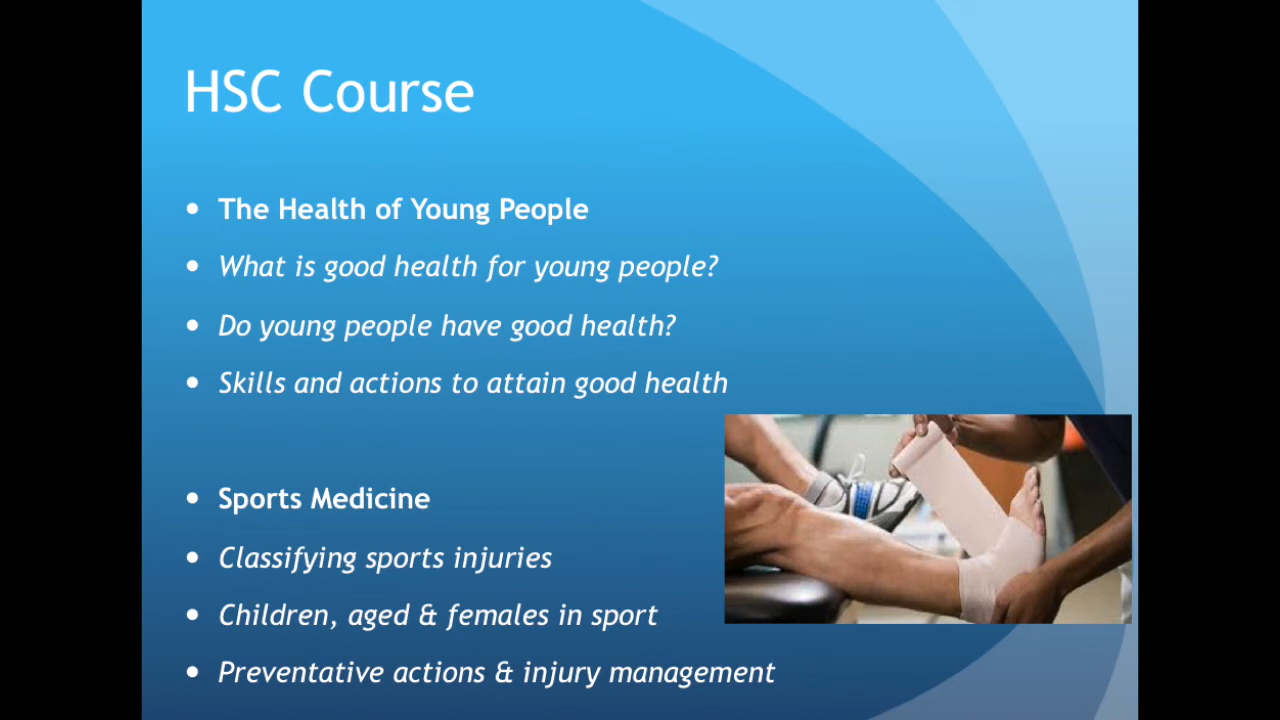 HSC Course
• The Health of Young People
• What is good health for young people?
• Do young people have good health?
• Skills and actions to attain good health
• Sports Medicine
• Classifying sports injuries
• Children, aged & females in sport
• Preventative actions & injury management